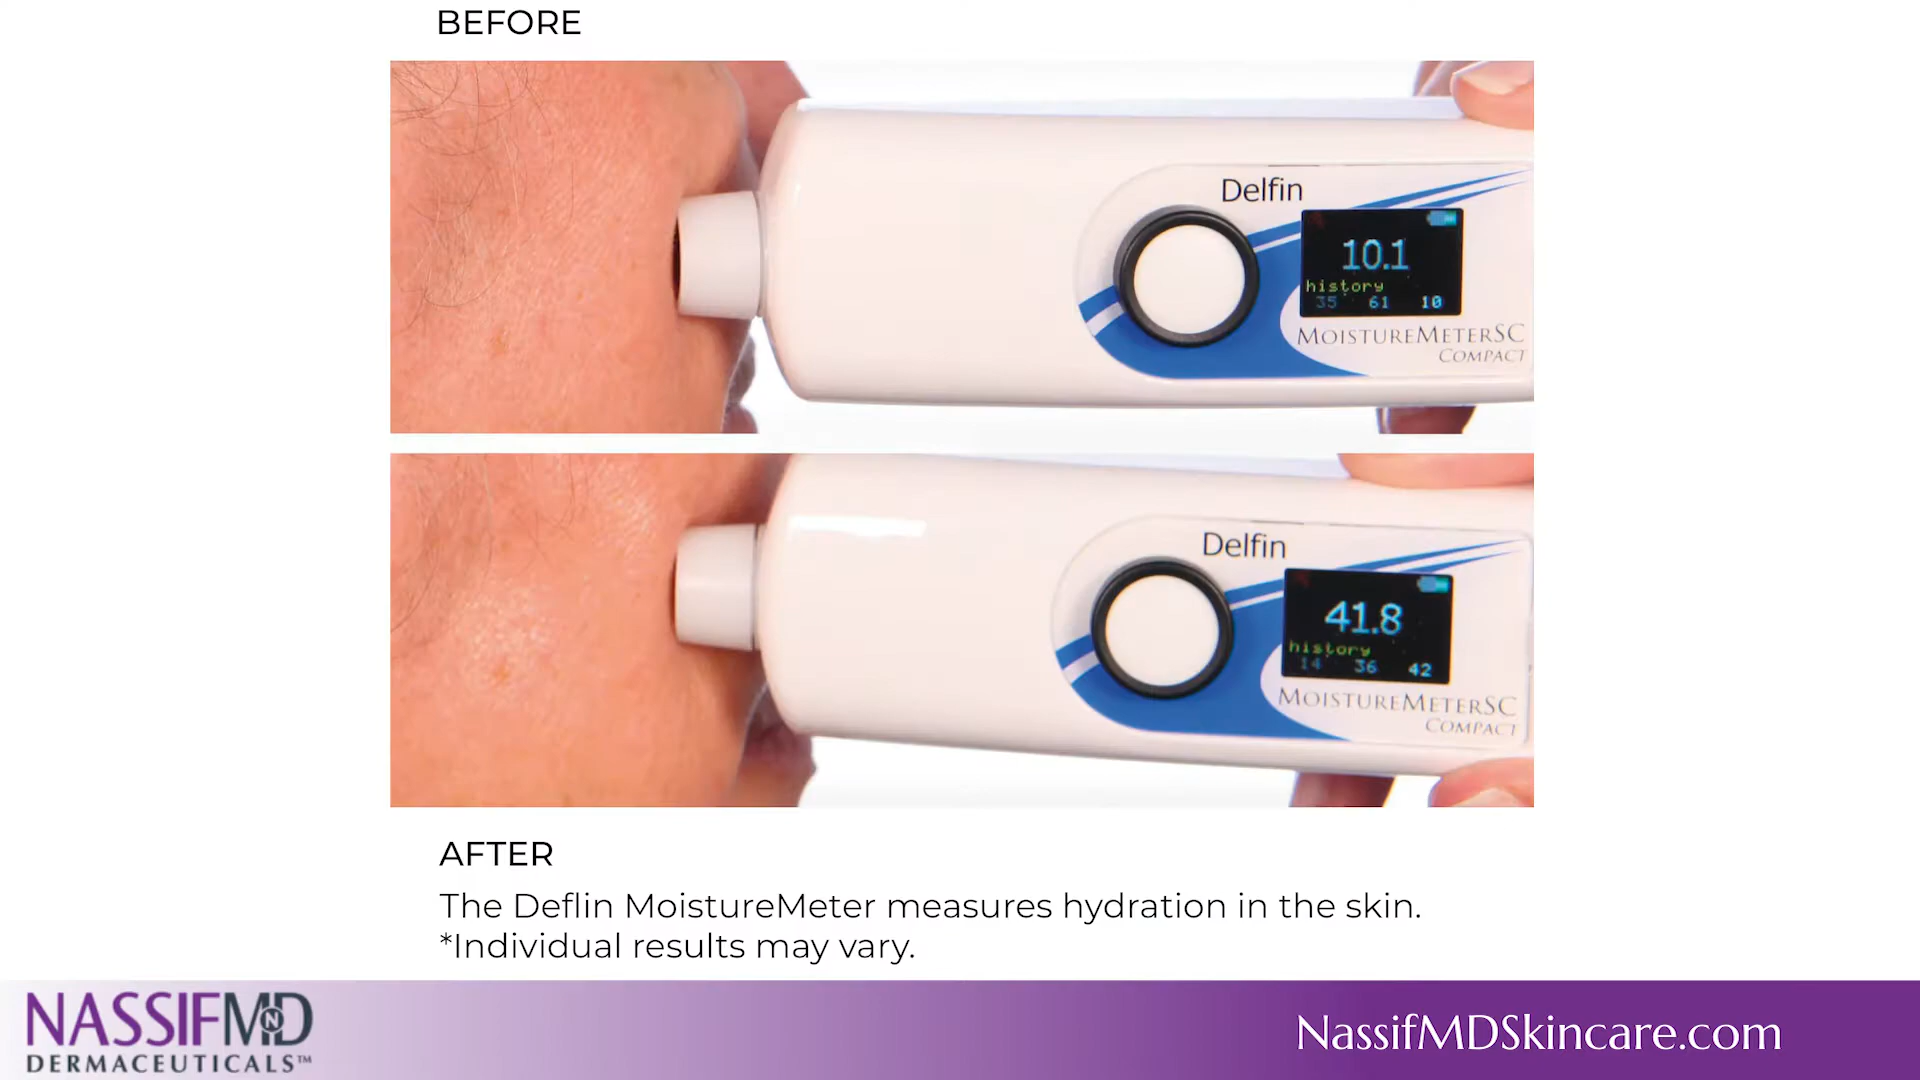 BEFORE
Delfin
10.1
history
35 61 10
MOISTUREMETERSC
COMPACT
Delfin
41.8
history
14 36 42
MOISTUREMETERSC
COMPACT
AFTER
The Deflin MoistureMeter measures hydration in the skin.
*Individual results may vary.
NASSIFMD
DERMACEUTICALS™
NassifMDSkincare.com